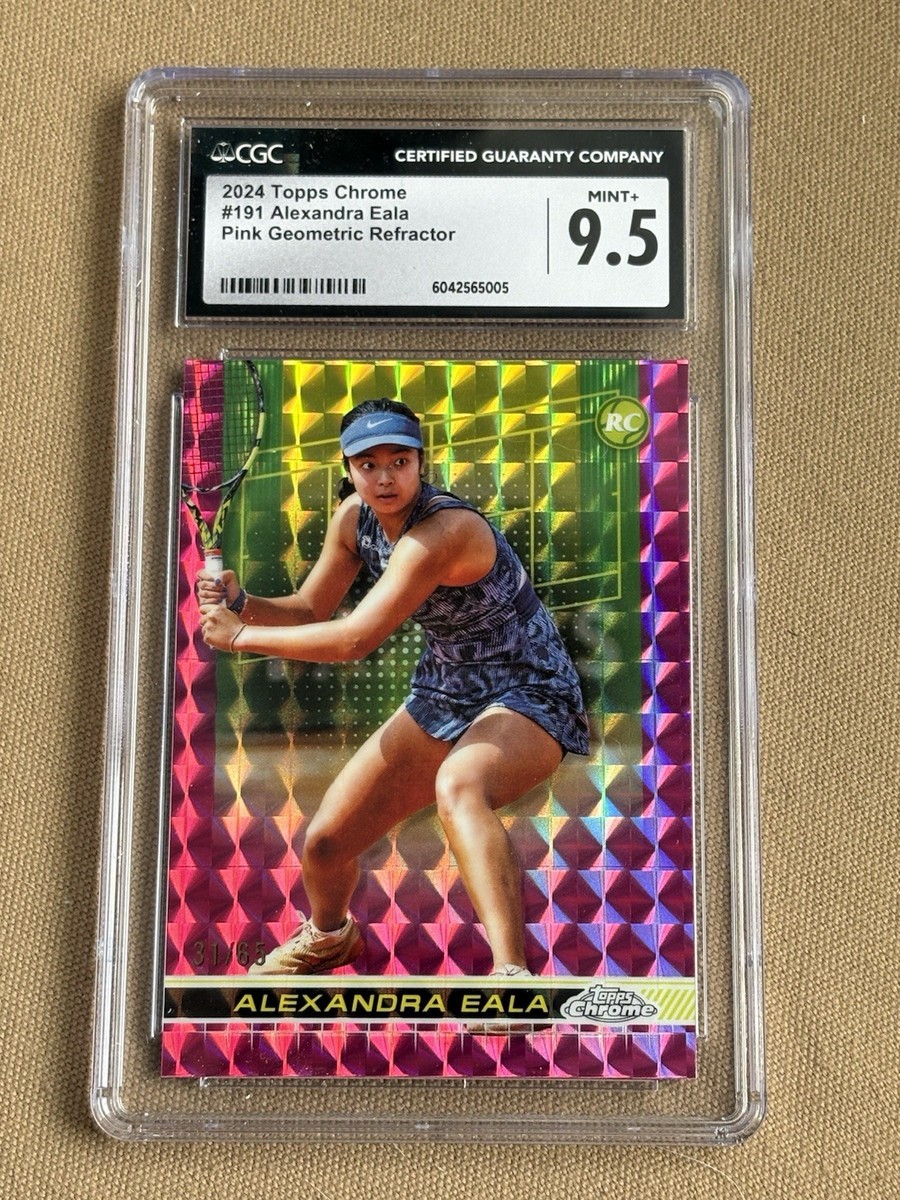 CGC
CERTIFIED GUARANTY COMPANY
2024 Topps Chrome
#191 Alexandra Eala
Pink Geometric Refractor
MINT+
9.5
6042565005
RC
31/65
ALEXANDRA EALA
topps
Chrome